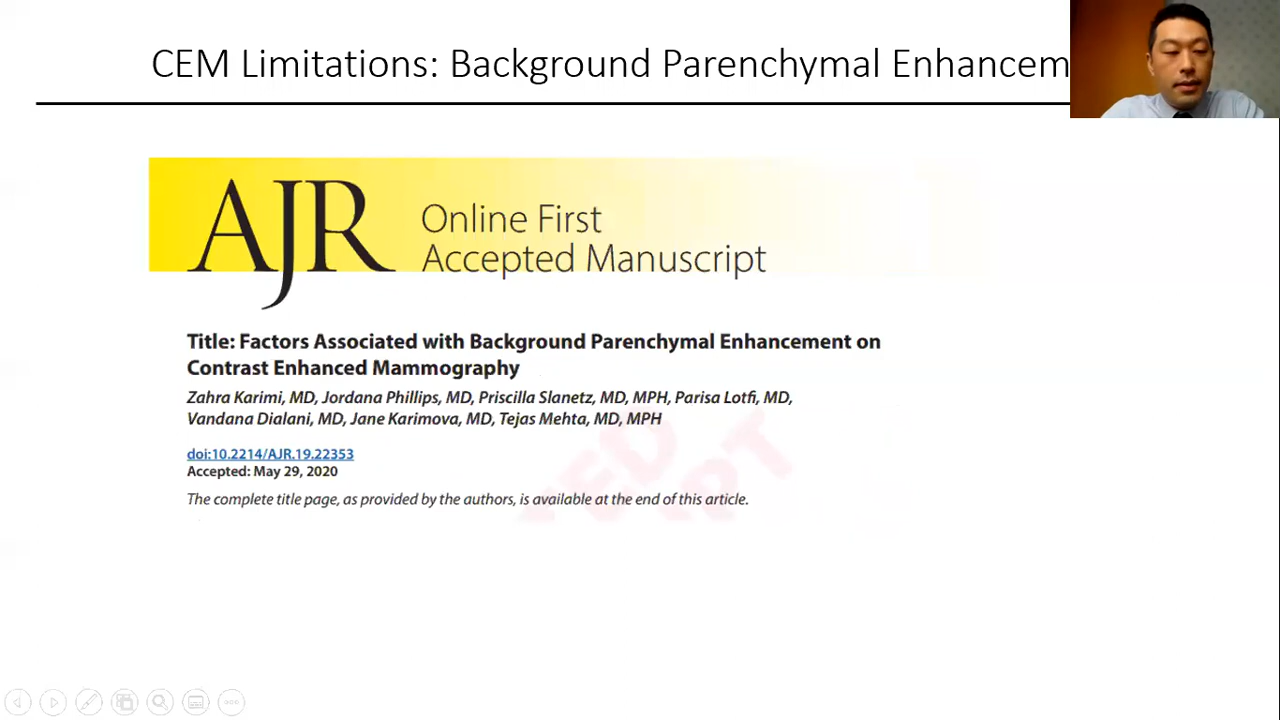 CEM Limitations: Background Parenchymal Enhancem
AJR
Online First
Accepted Manuscript
Title: Factors Associated with Background Parenchymal Enhancement on
Contrast Enhanced Mammography
Zahra Karimi, MD, Jordana Phillips, MD, Priscilla Slanetz, MD, MPH, Parisa Lotfi, MD,
Vandana Dialani, MD, Jane Karimova, MD, Tejas Mehta, MD, MPH
doi:10.2214/AJR.19.22353
Accepted: May 29, 2020
The complete title page, as provided by the authors, is available at the end of this article.
TED
PT